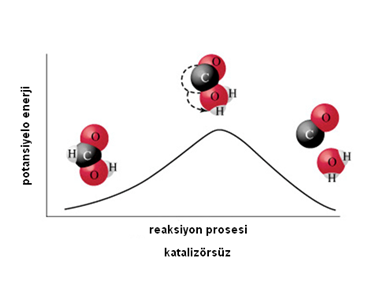 potansiyelo enerji
O
C
O
H
H
H
C
O
H
O
O
C
O
H
H
reaksiyon prosesi
katalizörsüz